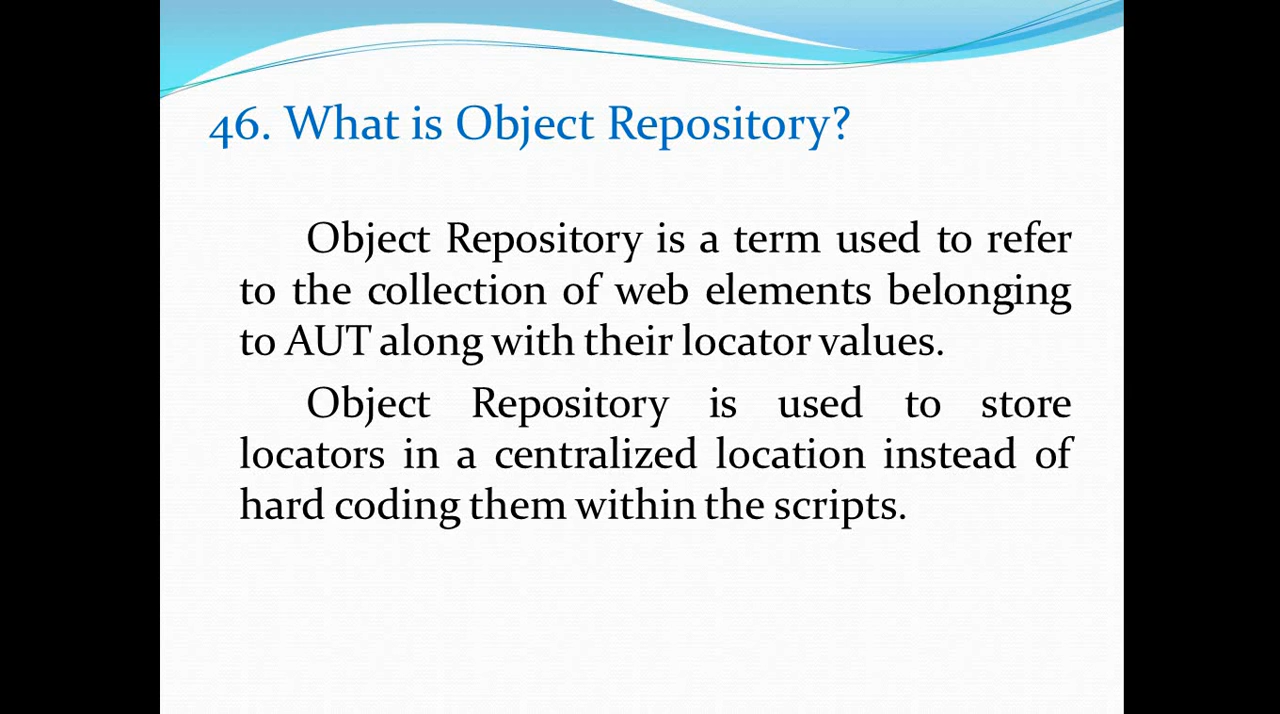 46. What is Object Repository?
Object Repository is a term used to refer
to the collection of web elements belonging
to AUT along with their locator values.
Object Repository is used to store
locators in a centralized location instead of
hard coding them within the scripts.